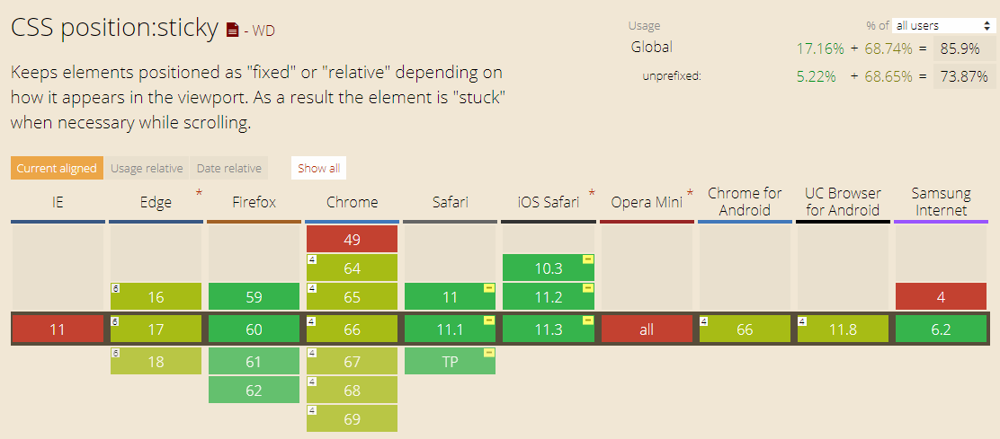 CSS position:sticky - WD
Usage % of all users
Global 17.16% + 68.74% = 85.9%
unprefixed: 5.22% + 68.65% = 73.87%
Keeps elements positioned as "fixed" or "relative" depending on
how it appears in the viewport. As a result the element is "stuck"
when necessary while scrolling.
Current aligned Usage relative Date relative Show all
IE Edge * Firefox Chrome Safari iOS Safari * Opera Mini * Chrome for Android UC Browser for Android Samsung Internet
49
4 64 10.3 -
6 16 59 4 65 11 - 11.2 - 4
11 6 17 60 4 66 11.1 - 11.3 - all 4 66 4 11.8 6.2
6 18 61 4 67 TP -
62 4 68
4 69